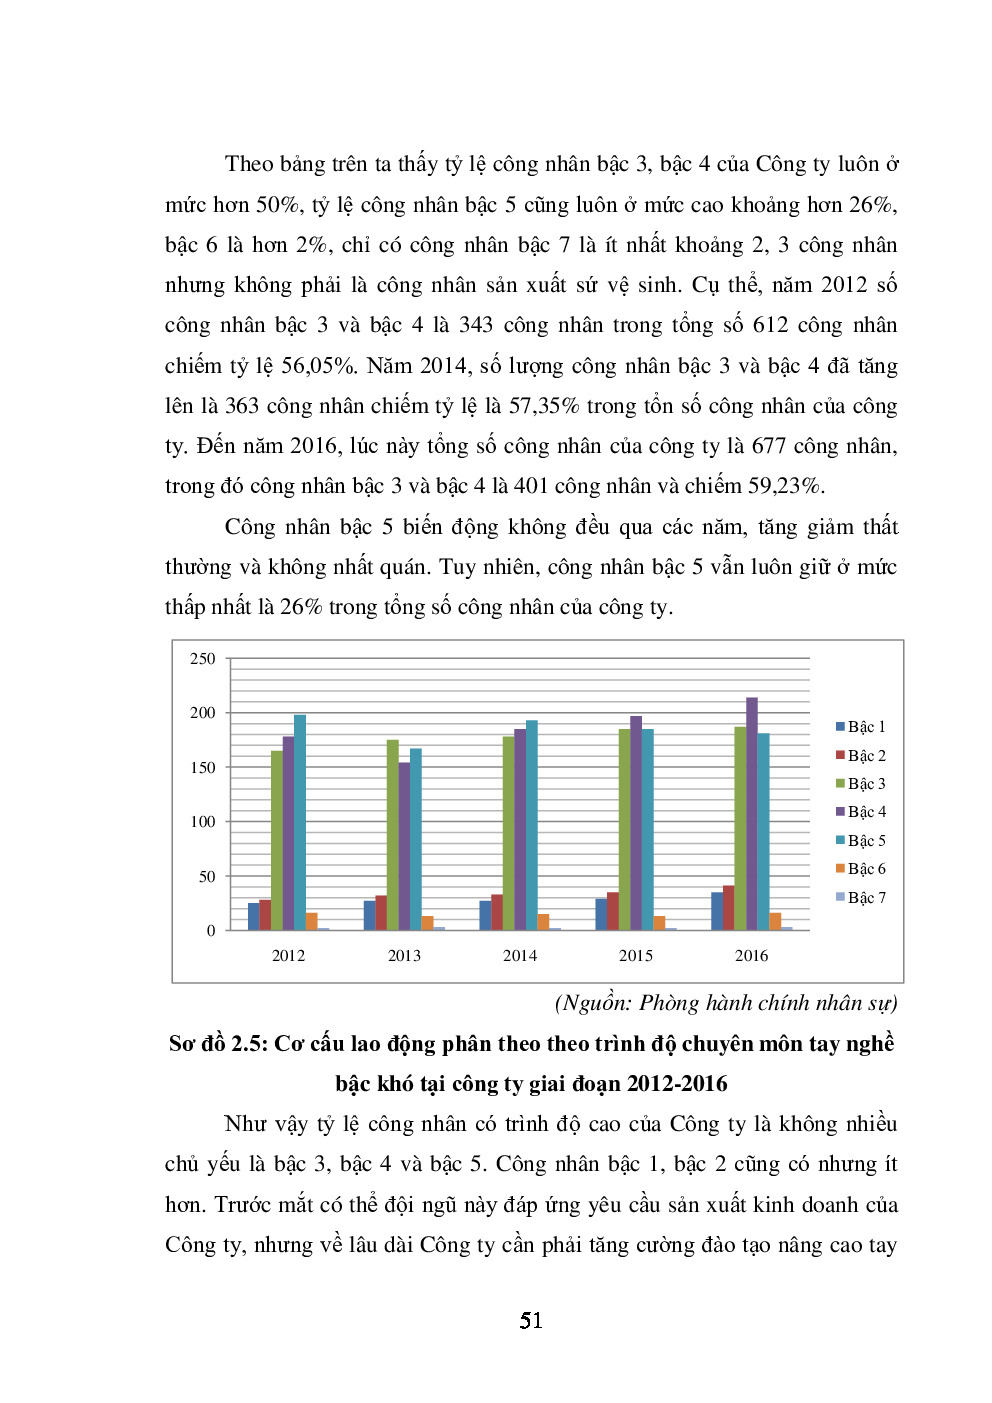 Theo bảng trên ta thấy tỷ lệ công nhân bậc 3, bậc 4 của Công ty luôn ở
mức hơn 50%, tỷ lệ công nhân bậc 5 cũng luôn ở mức cao khoảng hơn 26%,
bậc 6 là hơn 2%, chỉ có công nhân bậc 7 là ít nhất khoảng 2, 3 công nhân
nhưng không phải là công nhân sản xuất sứ vệ sinh. Cụ thể, năm 2012 số
công nhân bậc 3 và bậc 4 là 343 công nhân trong tổng số 612 công nhân
chiếm tỷ lệ 56,05%. Năm 2014, số lượng công nhân bậc 3 và bậc 4 đã tăng
lên là 363 công nhân chiếm tỷ lệ là 57,35% trong tổn số công nhân của công
ty. Đến năm 2016, lúc này tổng số công nhân của công ty là 677 công nhân,
trong đó công nhân bậc 3 và bậc 4 là 401 công nhân và chiếm 59,23%.
Công nhân bậc 5 biến động không đều qua các năm, tăng giảm thất
thường và không nhất quán. Tuy nhiên, công nhân bậc 5 vẫn luôn giữ ở mức
thấp nhất là 26% trong tổng số công nhân của công ty.
250
200
150
100
50
0
2012 2013 2014 2015 2016
Bậc 1
Bậc 2
Bậc 3
Bậc 4
Bậc 5
Bậc 6
Bậc 7
(Nguồn: Phòng hành chính nhân sự)
Sơ đồ 2.5: Cơ cấu lao động phân theo theo trình độ chuyên môn tay nghề
bậc khó tại công ty giai đoạn 2012-2016
Như vậy tỷ lệ công nhân có trình độ cao của Công ty là không nhiều
chủ yếu là bậc 3, bậc 4 và bậc 5. Công nhân bậc 1, bậc 2 cũng có nhưng ít
hơn. Trước mắt có thể đội ngũ này đáp ứng yêu cầu sản xuất kinh doanh của
Công ty, nhưng về lâu dài Công ty cần phải tăng cường đào tạo nâng cao tay
51